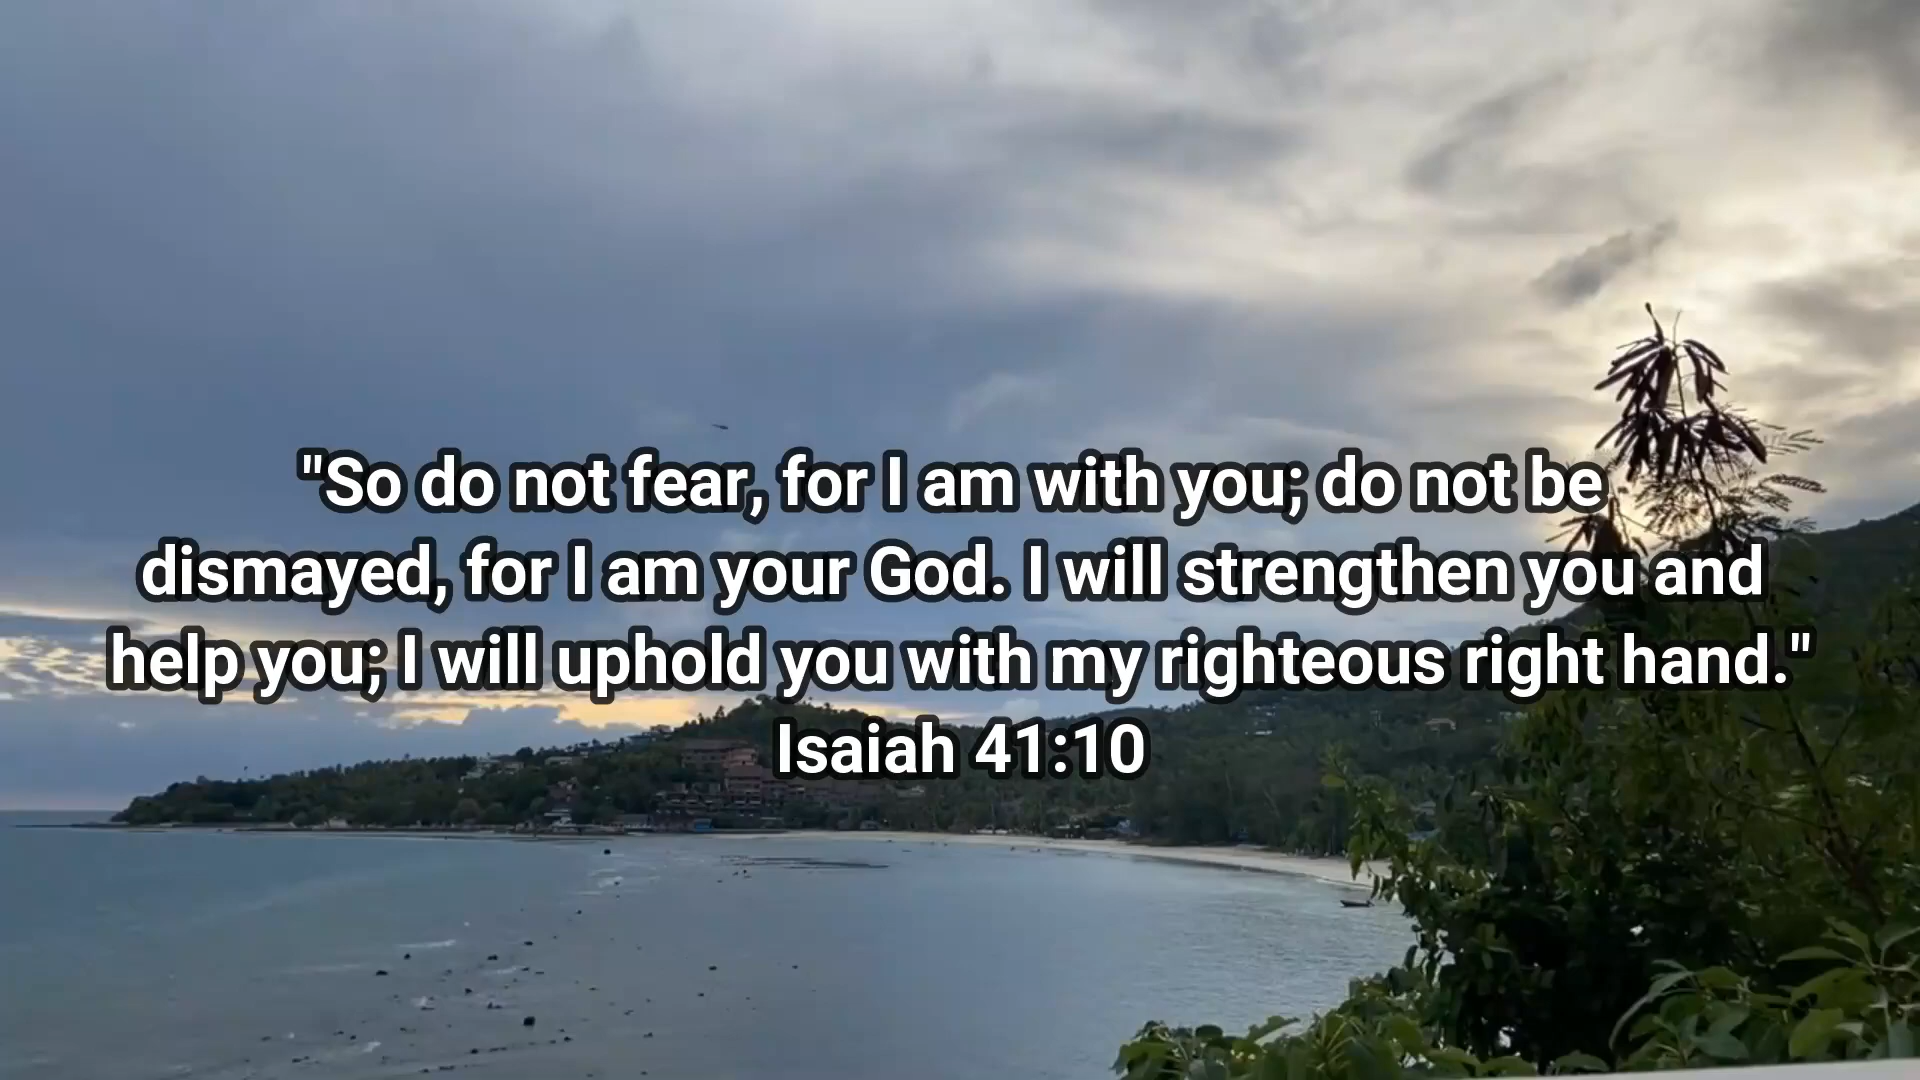 "So do not fear, for I am with you; do not be
dismayed, for I am your God. I will strengthen you and
help you; I will uphold you with my righteous right hand."
Isaiah 41:10